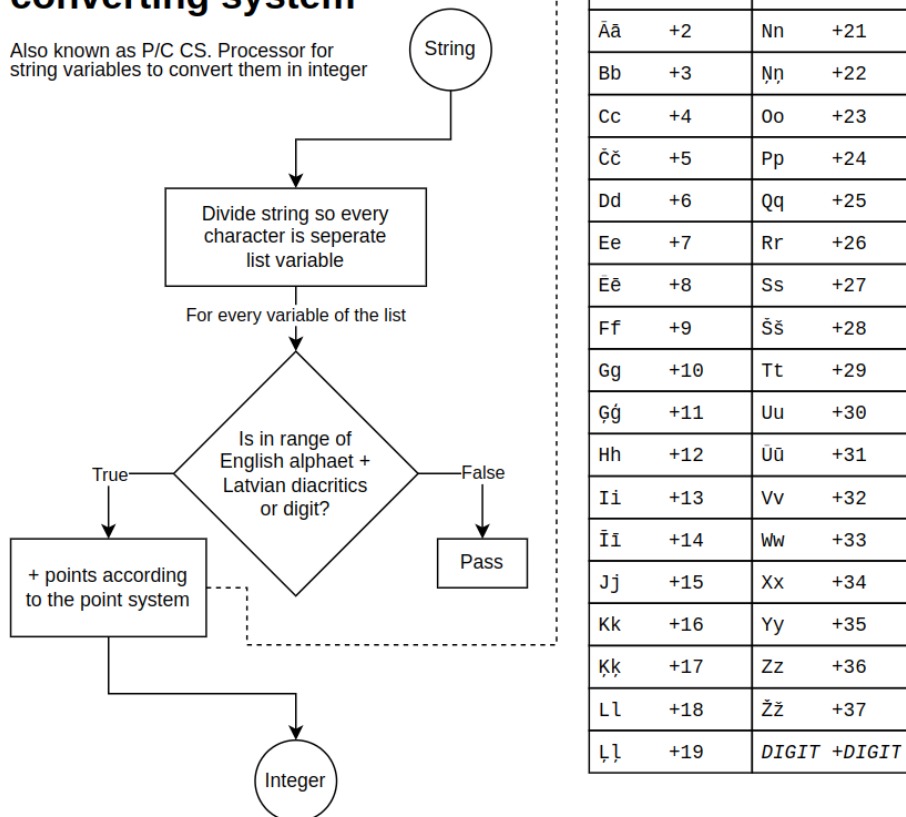 converting system
Also known as P/C CS. Processor for
string variables to convert them in integer
String
Divide string so every
character is seperate
list variable
For every variable of the list
Is in range of
English alphaet +
Latvian diacritics
or digit?
True
False
+ points according
to the point system
Pass
Integer
Āā +2 Nn +21
Bb +3 Ņņ +22
Cc +4 Oo +23
Čč +5 Pp +24
Dd +6 Qq +25
Ee +7 Rr +26
Ēē +8 Ss +27
Ff +9 Šš +28
Gg +10 Tt +29
Ģģ +11 Uu +30
Hh +12 Ūū +31
Ii +13 Vv +32
Īī +14 Ww +33
Jj +15 Xx +34
Kk +16 Yy +35
Ķķ +17 Zz +36
Ll +18 Žž +37
Ļļ +19 DIGIT +DIGIT